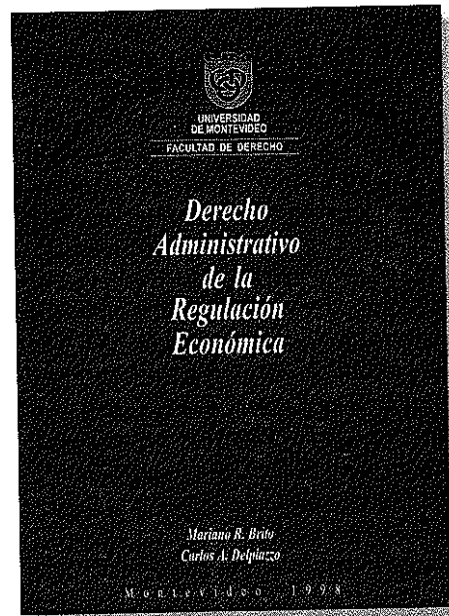 UNIVERSIDAD
DE MONTEVIDEO
FACULTAD DE DERECHO
Derecho
Administrativo
de la
Regulación
Económica
Mariano R. Brito
Carlos A. Delpiazzo
Montevideo 1998